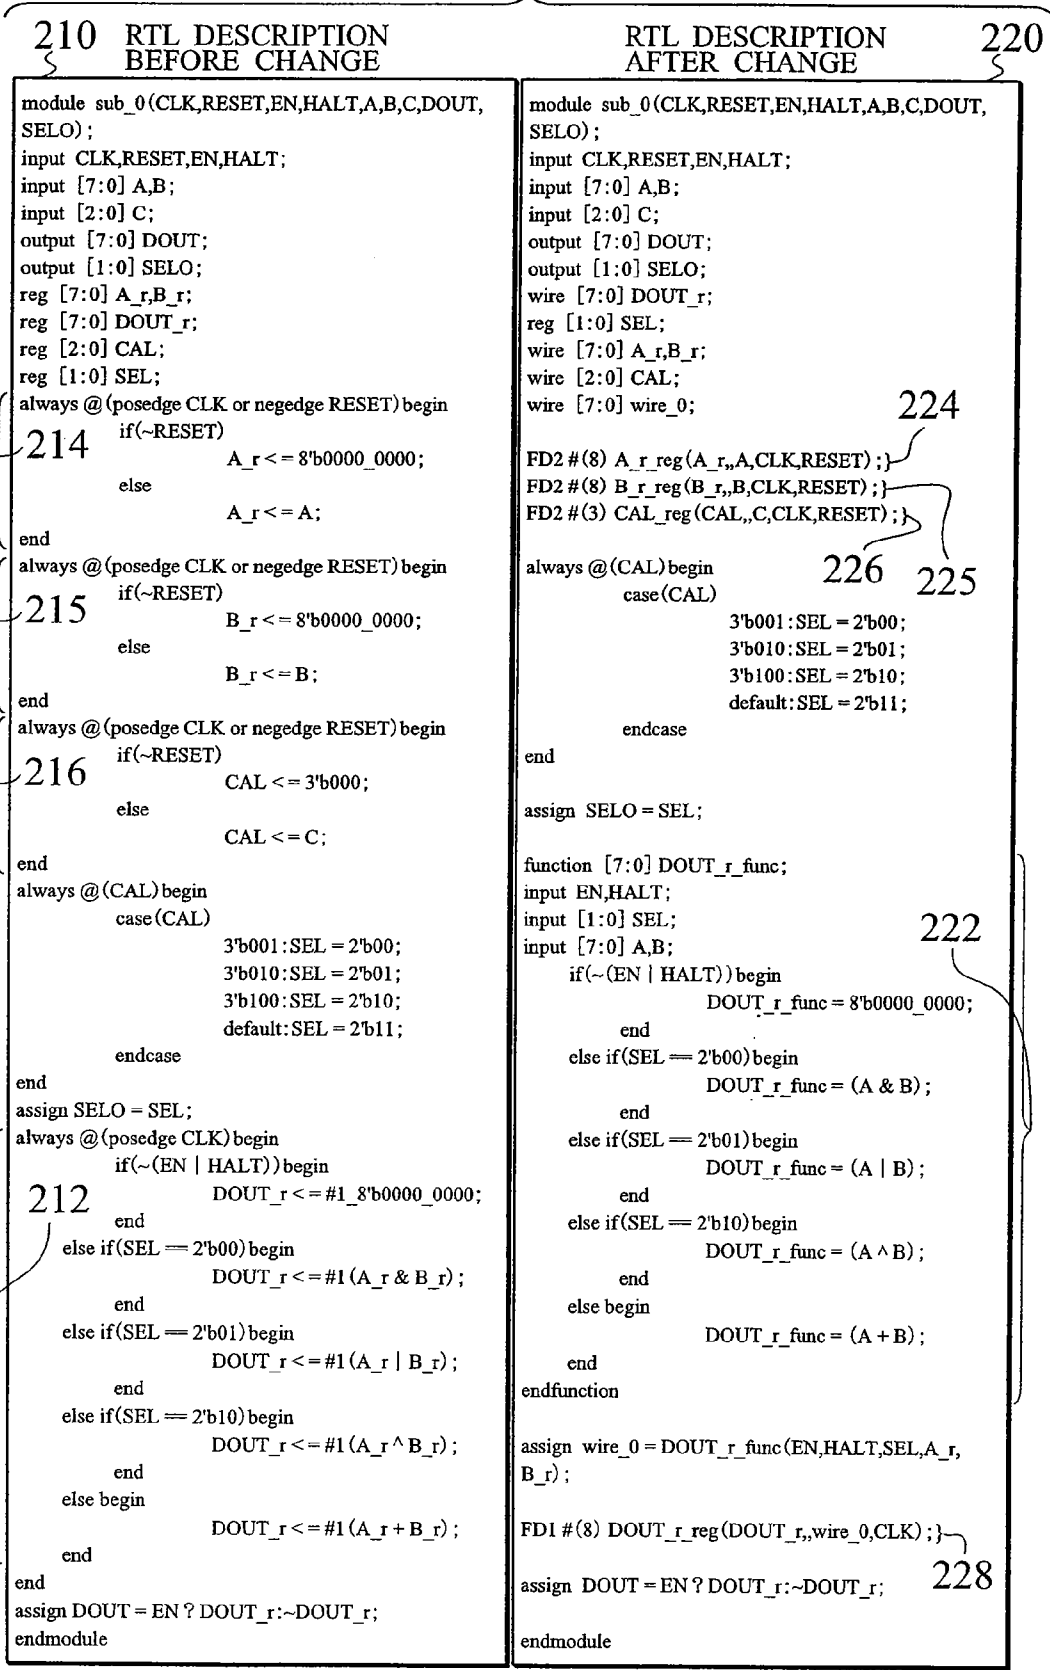 210
RTL DESCRIPTION
BEFORE CHANGE
module sub_0(CLK,RESET,EN,HALT,A,B,C,DOUT,
SELO);
input CLK,RESET,EN,HALT;
input [7:0] A,B;
input [2:0] C;
output [7:0] DOUT;
output [1:0] SELO;
reg [7:0] A_r,B_r;
reg [7:0] DOUT_r;
reg [2:0] CAL;
reg [1:0] SEL;
always @(posedge CLK or negedge RESET)begin
if(~RESET)
214
A_r<=8'b0000_0000;
else
A_r<=A;
end
always @(posedge CLK or negedge RESET)begin
if(~RESET)
215
B_r<=8'b0000_0000;
else
B_r<=B;
end
always @(posedge CLK or negedge RESET)begin
if(~RESET)
216
CAL<=3'b000;
else
CAL<=C;
end
always @(CAL)begin
case(CAL)
3'b001:SEL=2'b00;
3'b010:SEL=2'b01;
3'b100:SEL=2'b10;
default:SEL=2'b11;
endcase
end
assign SELO=SEL;
always @(posedge CLK)begin
if(~(EN | HALT))begin
212
DOUT_r<=#1_8'b0000_0000;
end
else if(SEL==2'b00)begin
DOUT_r<=#1(A_r & B_r);
end
else if(SEL==2'b01)begin
DOUT_r<=#1(A_r | B_r);
end
else if(SEL==2'b10)begin
DOUT_r<=#1(A_r ^ B_r);
end
else begin
DOUT_r<=#1(A_r+B_r);
end
end
assign DOUT=EN?DOUT_r:~DOUT_r;
endmodule
RTL DESCRIPTION
AFTER CHANGE
220
module sub_0(CLK,RESET,EN,HALT,A,B,C,DOUT,
SELO);
input CLK,RESET,EN,HALT;
input [7:0] A,B;
input [2:0] C;
output [7:0] DOUT;
output [1:0] SELO;
wire [7:0] DOUT_r;
reg [1:0] SEL;
wire [7:0] A_r,B_r;
wire [2:0] CAL;
wire [7:0] wire_0;
224
FD2 #(8) A_r_reg(A_r,,A,CLK,RESET);}
FD2 #(8) B_r_reg(B_r,,B,CLK,RESET);}
FD2 #(3) CAL_reg(CAL,,C,CLK,RESET);}
226
225
always @(CAL)begin
case(CAL)
3'b001:SEL=2'b00;
3'b010:SEL=2'b01;
3'b100:SEL=2'b10;
default:SEL=2'b11;
endcase
end
assign SELO=SEL;
function [7:0] DOUT_r_func;
input EN,HALT;
input [1:0] SEL;
input [7:0] A,B;
222
if(~(EN | HALT))begin
DOUT_r_func=8'b0000_0000;
end
else if(SEL==2'b00)begin
DOUT_r_func=(A & B);
end
else if(SEL==2'b01)begin
DOUT_r_func=(A | B);
end
else if(SEL==2'b10)begin
DOUT_r_func=(A^B);
end
else begin
DOUT_r_func=(A+B);
end
endfunction
assign wire_0=DOUT_r_func(EN,HALT,SEL,A_r,
B_r);
FD1 #(8) DOUT_r_reg(DOUT_r,,wire_0,CLK);}
228
assign DOUT=EN?DOUT_r:~DOUT_r;
endmodule